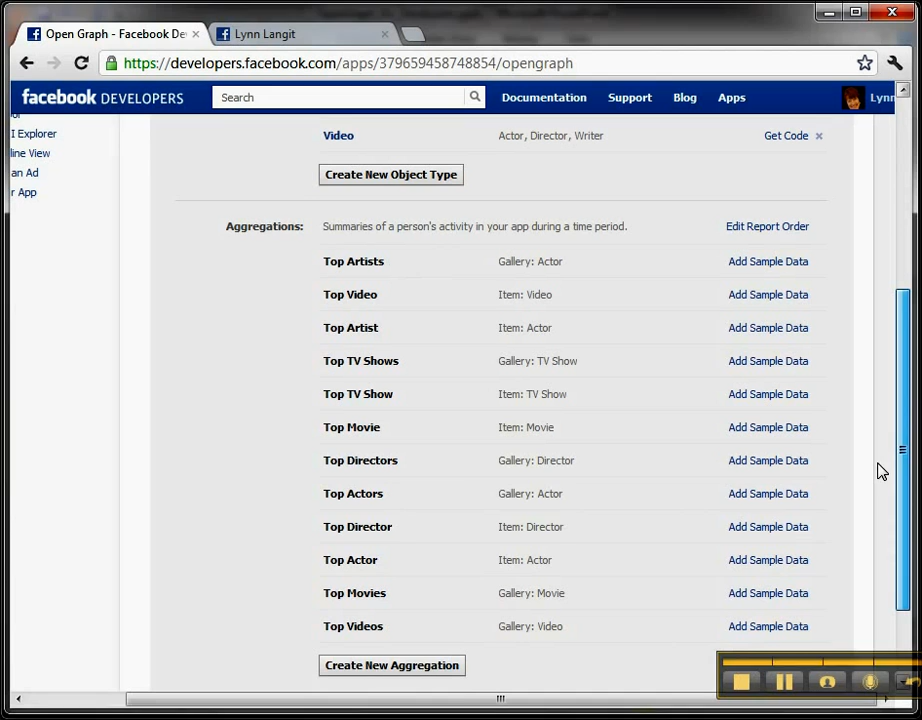 Open Graph - Facebook De
Lynn Langit
https://developers.facebook.com/apps/379659458748854/opengraph
facebook DEVELOPERS
Search
Documentation
Support
Blog
Apps
Lynn
I Explorer
line View
an Ad
r App
Video Actor, Director, Writer Get Code
Create New Object Type
Aggregations: Summaries of a person's activity in your app during a time period. Edit Report Order
Top Artists Gallery: Actor Add Sample Data
Top Video Item: Video Add Sample Data
Top Artist Item: Actor Add Sample Data
Top TV Shows Gallery: TV Show Add Sample Data
Top TV Show Item: TV Show Add Sample Data
Top Movie Item: Movie Add Sample Data
Top Directors Gallery: Director Add Sample Data
Top Actors Gallery: Actor Add Sample Data
Top Director Item: Director Add Sample Data
Top Actor Item: Actor Add Sample Data
Top Movies Gallery: Movie Add Sample Data
Top Videos Gallery: Video Add Sample Data
Create New Aggregation